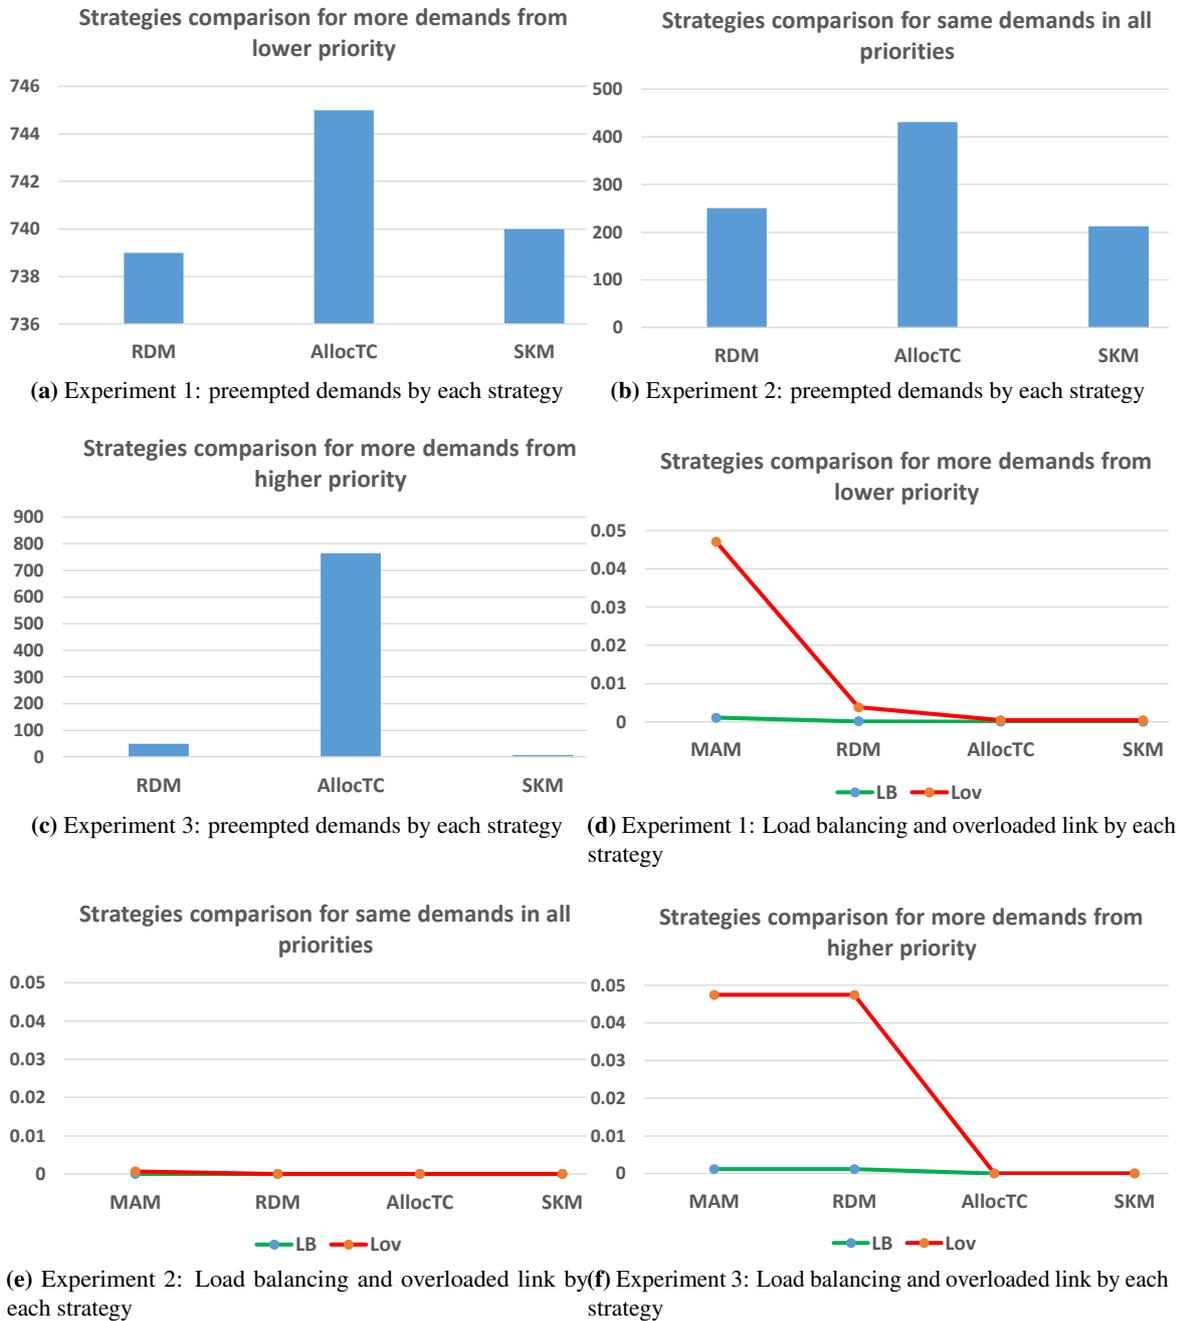 Strategies comparison for more demands from
lower priority
746
744
742
740
738
736
RDM AllocTC SKM
(a) Experiment 1: preempted demands by each strategy
Strategies comparison for same demands in all
priorities
500
400
300
200
100
0
RDM AllocTC SKM
(b) Experiment 2: preempted demands by each strategy
Strategies comparison for more demands from
higher priority
900
800
700
600
500
400
300
200
100
0
RDM AllocTC SKM
(c) Experiment 3: preempted demands by each strategy
Strategies comparison for more demands from
lower priority
0.05
0.04
0.03
0.02
0.01
0
MAM RDM AllocTC SKM
LB Lov
(d) Experiment 1: Load balancing and overloaded link by each
strategy
Strategies comparison for same demands in all
priorities
0.05
0.04
0.03
0.02
0.01
0
MAM RDM AllocTC SKM
LB Lov
(e) Experiment 2: Load balancing and overloaded link by
each strategy
Strategies comparison for more demands from
higher priority
0.05
0.04
0.03
0.02
0.01
0
MAM RDM AllocTC SKM
LB Lov
(f) Experiment 3: Load balancing and overloaded link by each
strategy